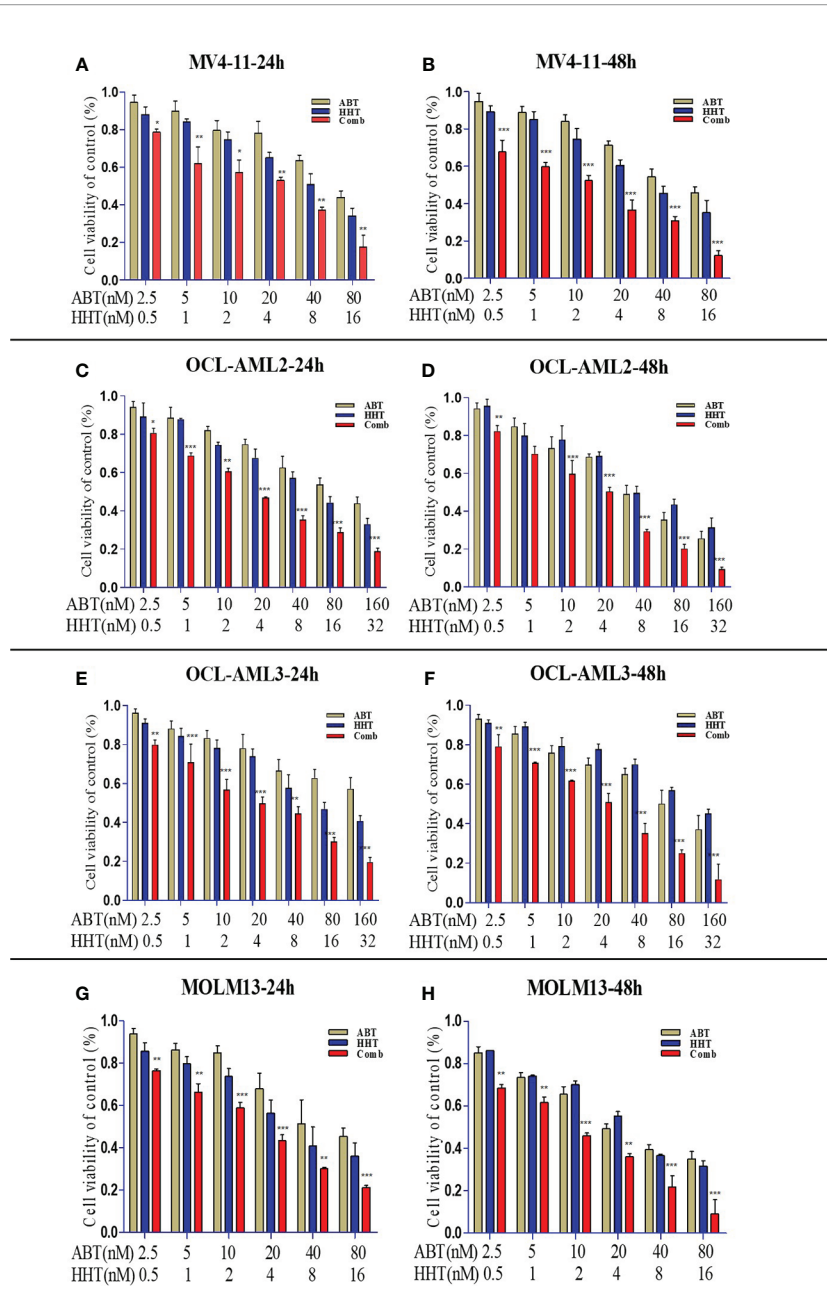 A MV4-11-24h
Cell viability of control (%)
1.0
0.8
0.6
0.4
0.2
0.0
ABT
HHT
Comb
* ** * ** ** **
ABT(nM) 2.5 5 10 20 40 80
HHT(nM) 0.5 1 2 4 8 16
B MV4-11-48h
Cell viability of control (%)
1.0
0.8
0.6
0.4
0.2
0.0
ABT
HHT
Comb
*** *** *** *** *** ***
ABT(nM) 2.5 5 10 20 40 80
HHT(nM) 0.5 1 2 4 8 16
C OCL-AML2-24h
Cell viability of control (%)
1.0
0.8
0.6
0.4
0.2
0.0
ABT
HHT
Comb
* *** ** *** *** *** ***
ABT(nM) 2.5 5 10 20 40 80 160
HHT(nM) 0.5 1 2 4 8 16 32
D OCL-AML2-48h
Cell viability of control (%)
1.0
0.8
0.6
0.4
0.2
0.0
ABT
HHT
Comb
** *** *** *** *** ***
ABT(nM) 2.5 5 10 20 40 80 160
HHT(nM) 0.5 1 2 4 8 16 32
E OCL-AML3-24h
Cell viability of control (%)
1.0
0.8
0.6
0.4
0.2
0.0
ABT
HHT
Comb
** *** *** *** ** *** ***
ABT(nM) 2.5 5 10 20 40 80 160
HHT(nM) 0.5 1 2 4 8 16 32
F OCL-AML3-48h
Cell viability of control (%)
1.0
0.8
0.6
0.4
0.2
0.0
ABT
HHT
Comb
** *** *** *** *** *** ***
ABT(nM) 2.5 5 10 20 40 80 160
HHT(nM) 0.5 1 2 4 8 16 32
G MOLM13-24h
Cell viability of control (%)
1.0
0.8
0.6
0.4
0.2
0.0
ABT
HHT
Comb
** ** *** *** ** ***
ABT(nM) 2.5 5 10 20 40 80
HHT(nM) 0.5 1 2 4 8 16
H MOLM13-48h
Cell viability of control (%)
1.0
0.8
0.6
0.4
0.2
0.0
ABT
HHT
Comb
** ** *** ** *** ***
ABT(nM) 2.5 5 10 20 40 80
HHT(nM) 0.5 1 2 4 8 16